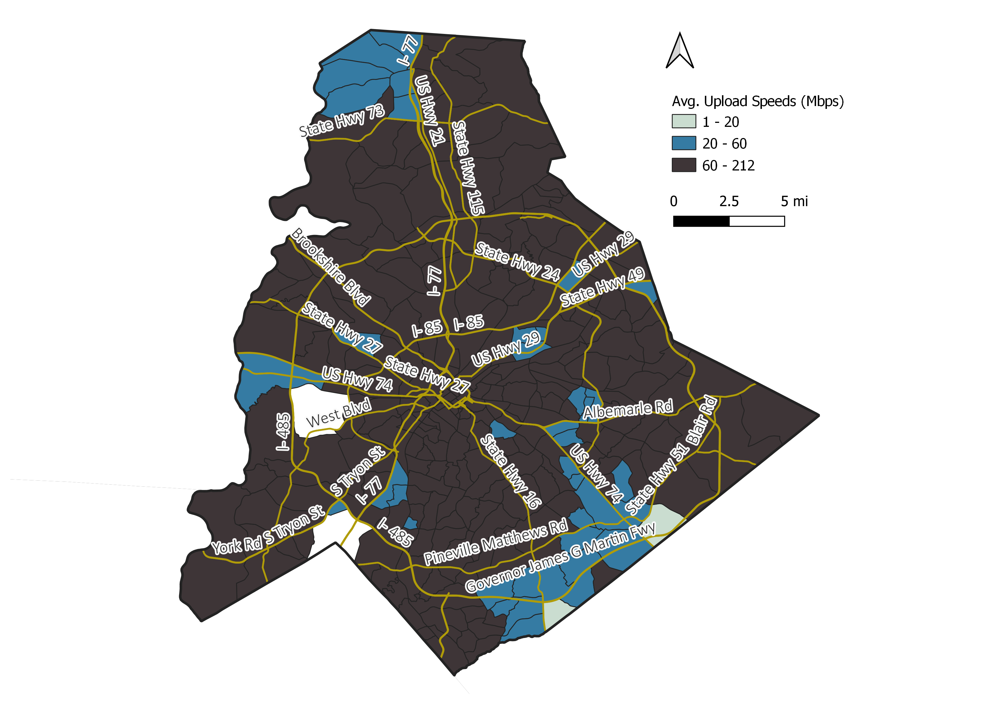 Avg. Upload Speeds (Mbps)
1 - 20
20 - 60
60 - 212
0 2.5 5 mi
I- 77
US Hwy 21
State Hwy 73
State Hwy 115
Brookshire Blvd
State Hwy 24
US Hwy 29
I- 77
State Hwy 49
State Hwy 27
I- 85
I- 85
US Hwy 29
State Hwy 27
US Hwy 74
West Blvd
Albemarle Rd
I- 485
Blair Rd
State Hwy 51
State Hwy 16
US Hwy 74
S Tryon St
I- 77
York Rd
S Tryon St
I- 485
Pineville Matthews Rd
Governor James G Martin Fwy